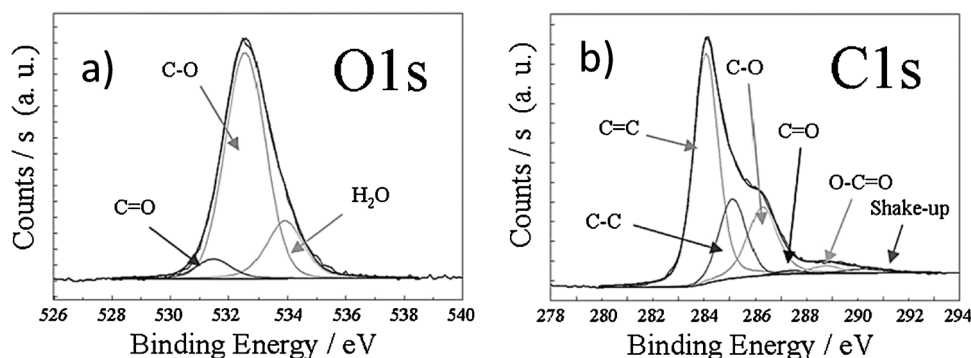 a)
O1s
C-O
C=O
H₂O
Counts / s (a. u.)
526 528 530 532 534 536 538 540
Binding Energy / eV
b)
C1s
C-O
C=C
C=O
O-C=O
Shake-up
C-C
Counts / s (a. u.)
278 280 282 284 286 288 290 292 294
Binding Energy / eV